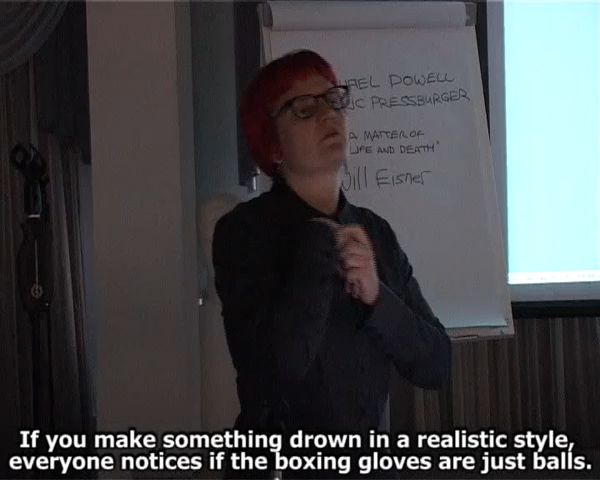 AEL POWELL
IC PRESSBURGER
"A MATTER OF
LIFE AND DEATH"
Will Eisner
If you make something drown in a realistic style,
everyone notices if the boxing gloves are just balls.